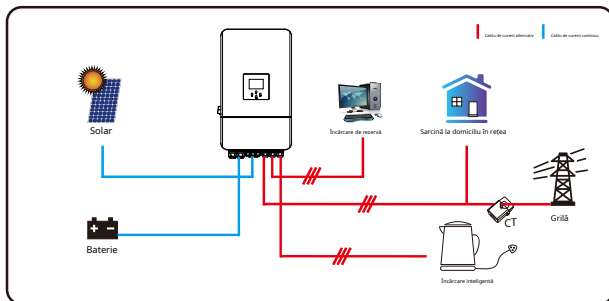 Cablu de curent alternativ
Cablu de curent continuu
Solar
Încărcare de rezervă
Sarcină la domiciliu în rețea
CT
Grilă
Baterie
Încărcare inteligentă